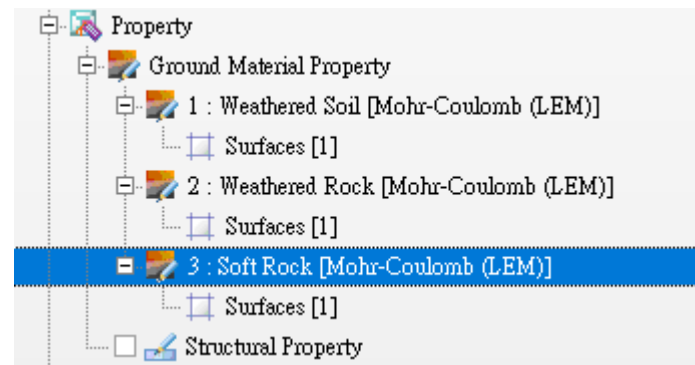 Property
Ground Material Property
1 : Weathered Soil [Mohr-Coulomb (LEM)]
Surfaces [1]
2 : Weathered Rock [Mohr-Coulomb (LEM)]
Surfaces [1]
3 : Soft Rock [Mohr-Coulomb (LEM)]
Surfaces [1]
Structural Property